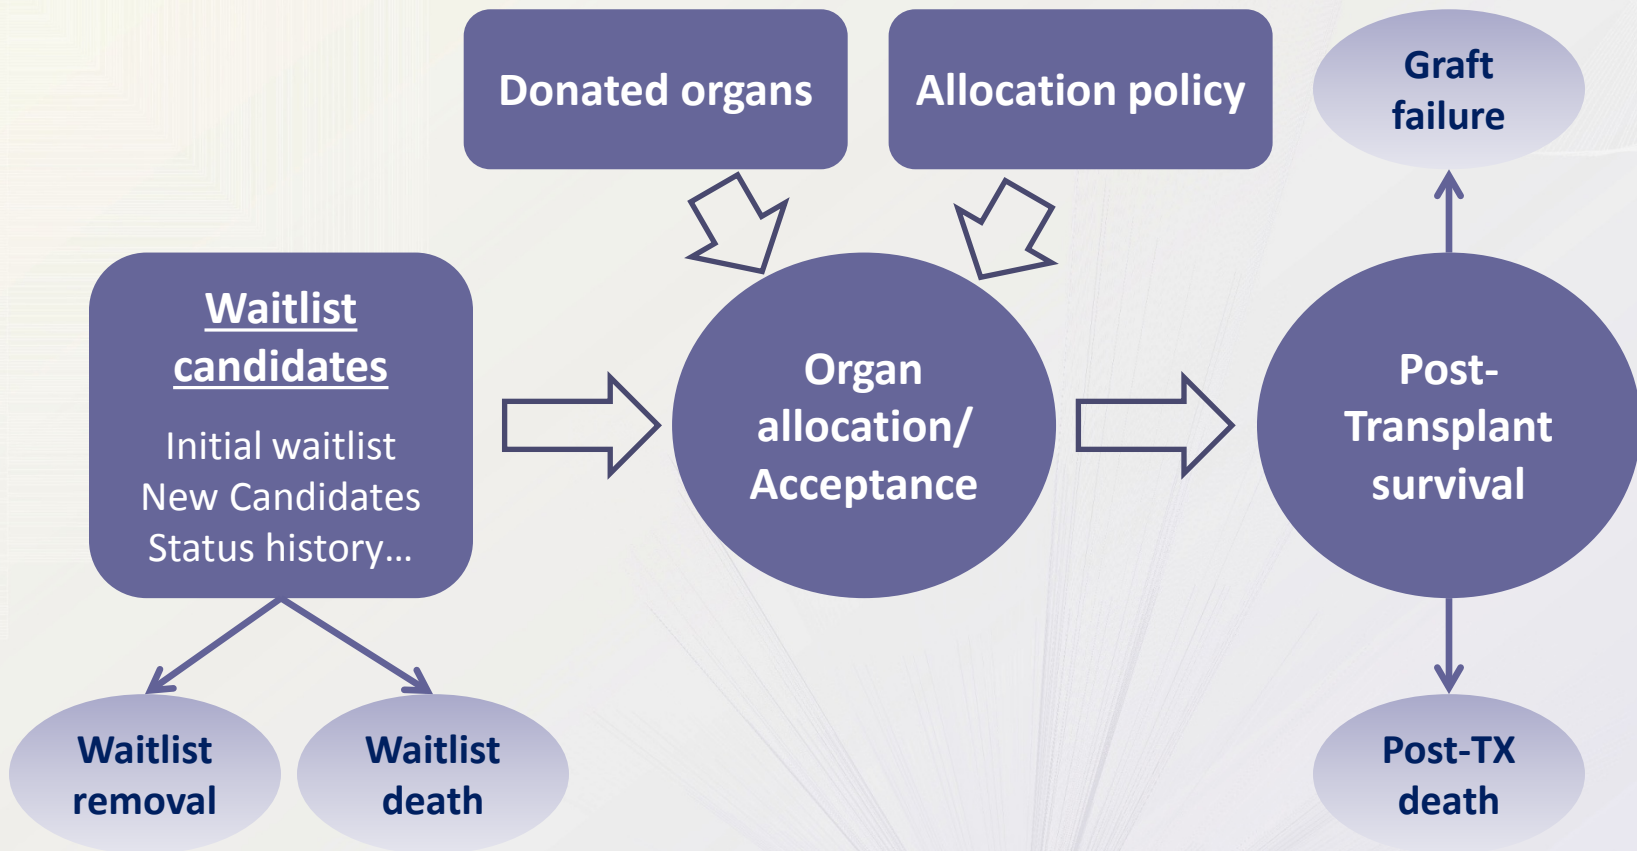 Donated organs
Allocation policy
Graft
failure
Waitlist
candidates
Initial waitlist
New Candidates
Status history...
Organ
allocation/
Acceptance
Post-
Transplant
survival
Waitlist
removal
Waitlist
death
Post-TX
death